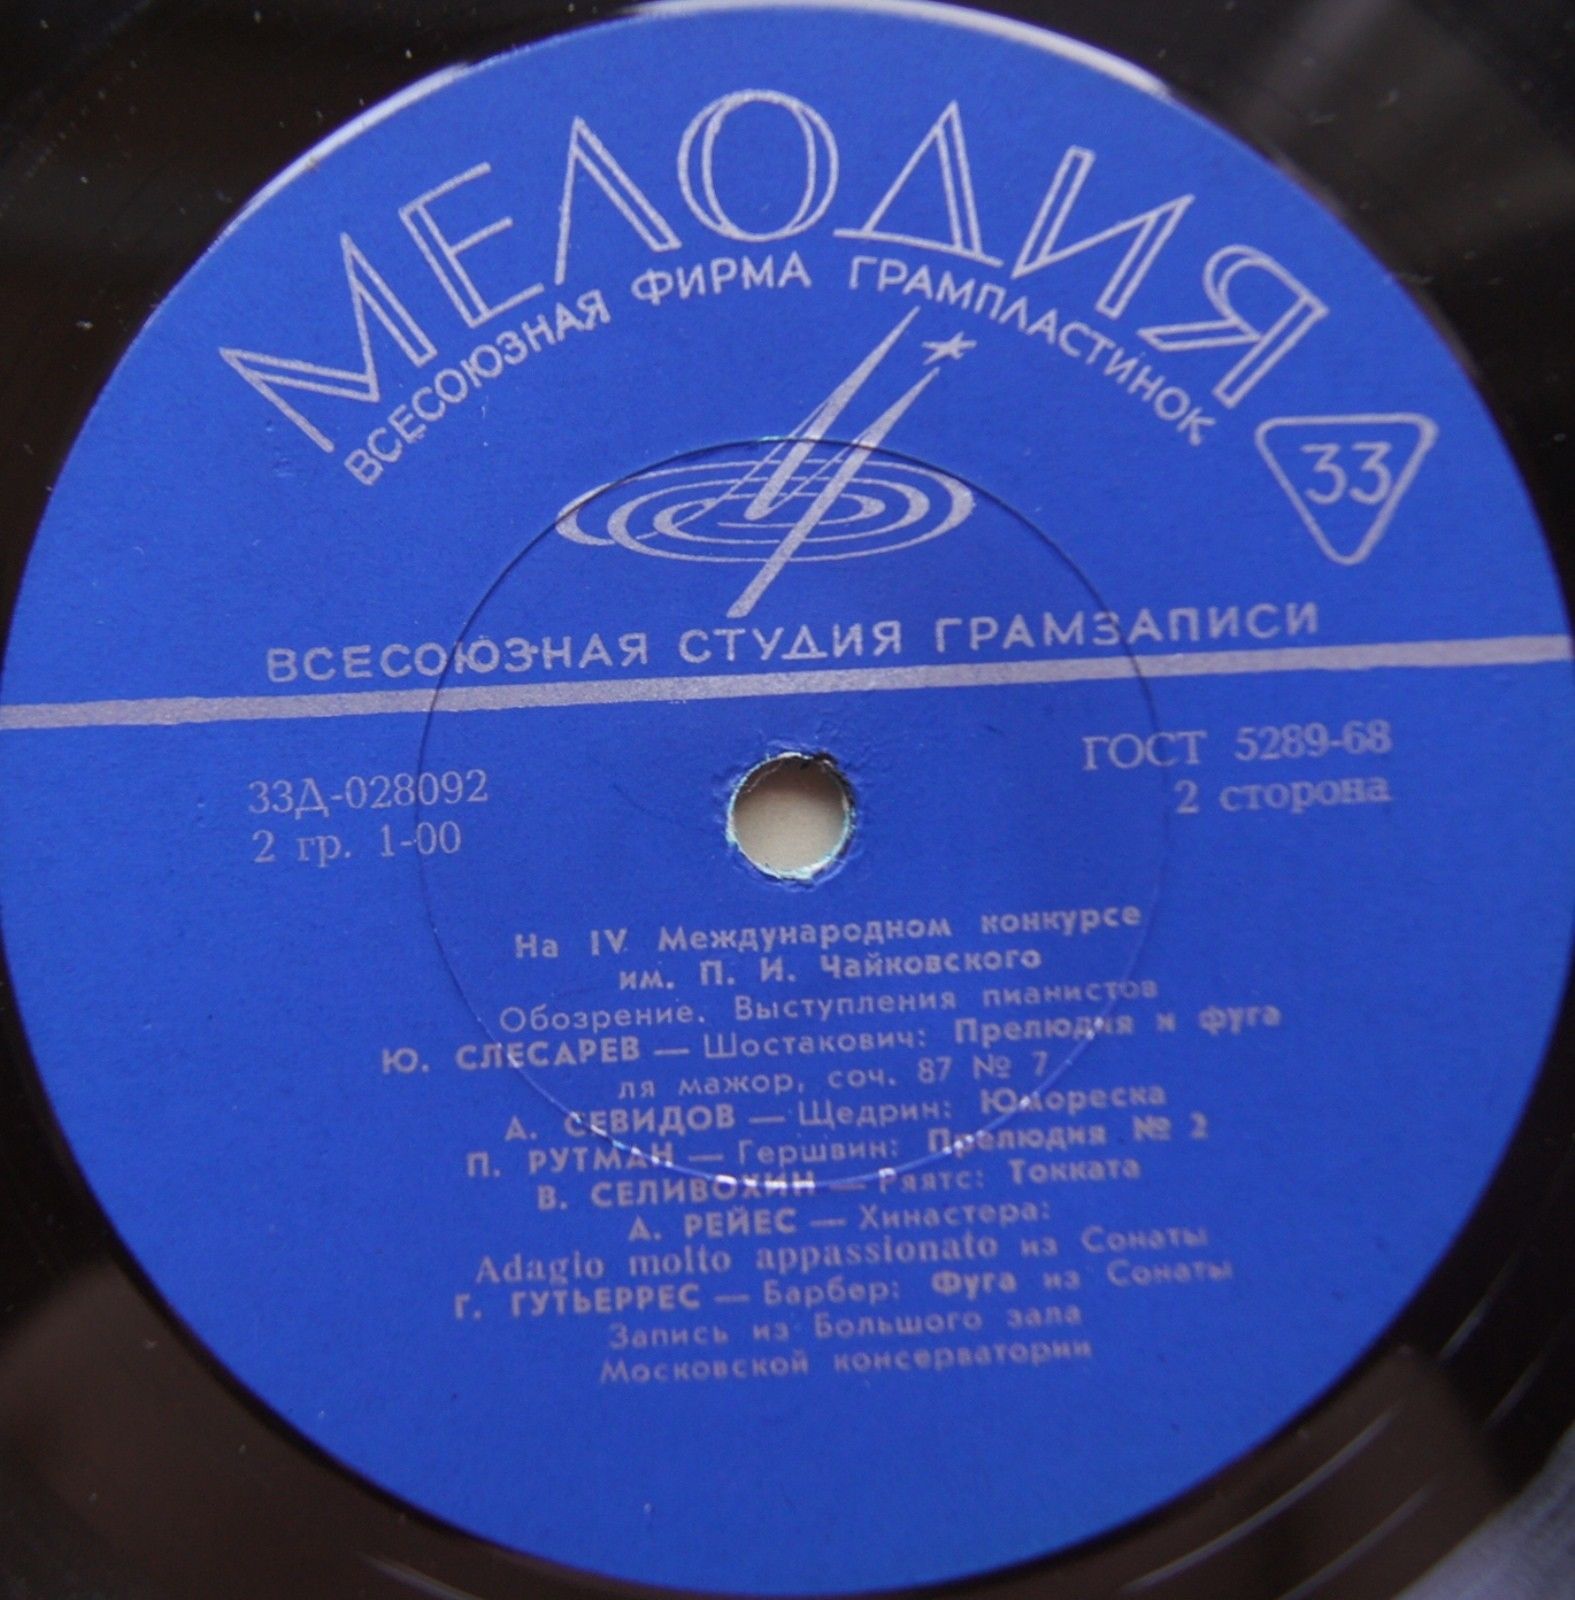 МЕЛОДИЯ
ВСЕСОЮЗНАЯ ФИРМА ГРАМПЛАСТИНОК
33
ВСЕСОЮЗНАЯ СТУДИЯ ГРАМЗАПИСИ
33Д-028092
2 гр. 1-00
ГОСТ 5289-68
2 сторона
На IV Международном конкурсе
им. П. И. Чайковского
Обозрение. Выступления пианистов
Ю. СЛЕСАРЕВ — Шостакович: Прелюдия и фуга
ля мажор, соч. 87 № 7
А. СЕВИДОВ — Щедрин: Юмореска
П. РУТМАН — Гершвин: Прелюдия № 2
В. СЕЛИВОХИН — Ряятс: Токката
А. РЕЙЕС — Хинастера:
Adagio molto appassionato из Сонаты
Г. ГУТЬЕРРЕС — Барбер: Фуга из Сонаты
Запись из Большого зала
Московской консерватории